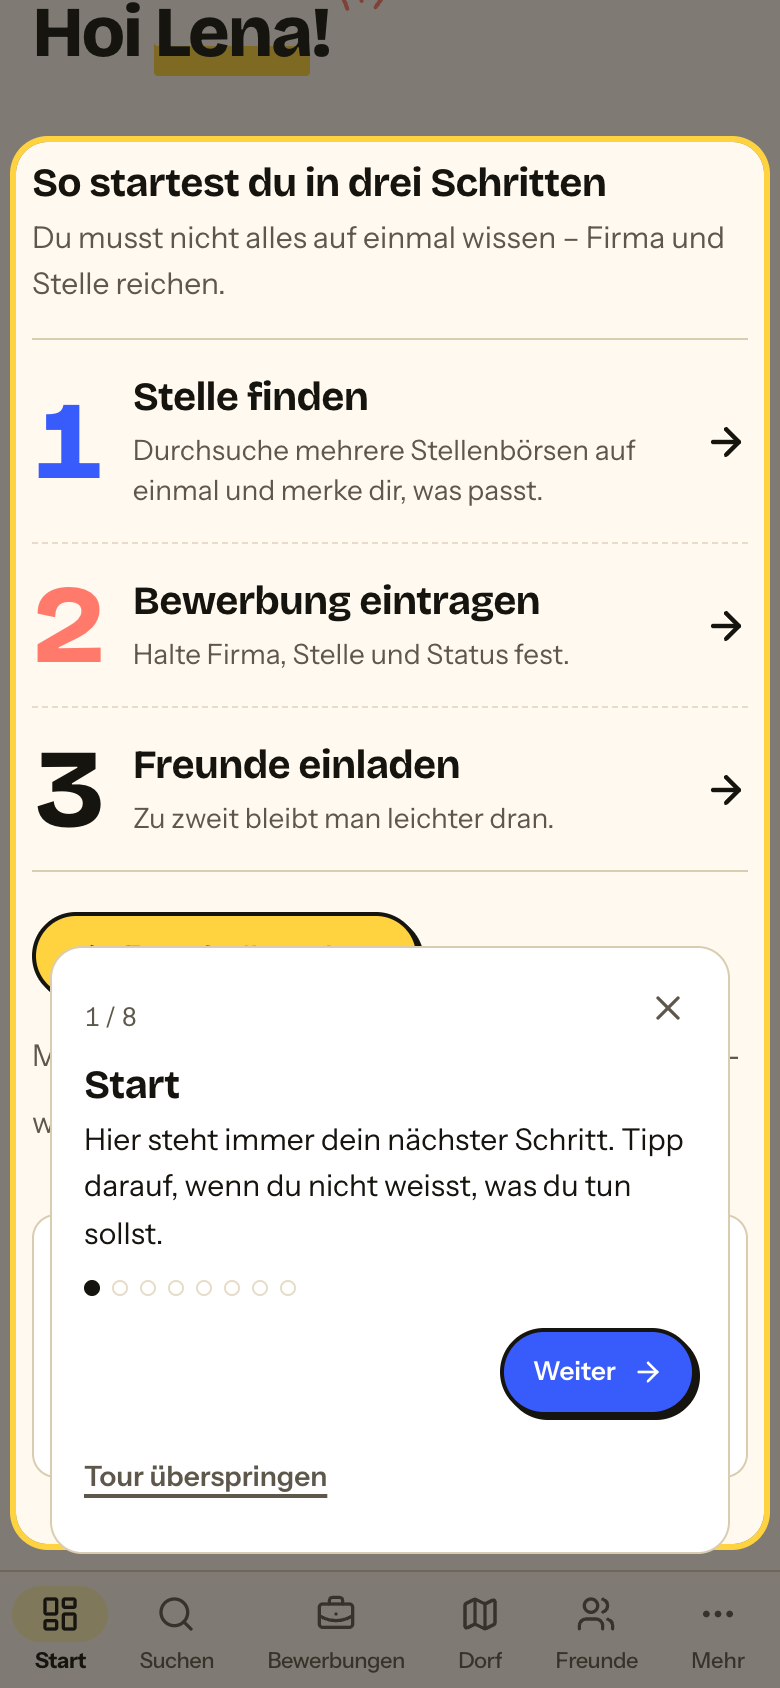 Hoi Lena!
So startest du in drei Schritten
Du musst nicht alles auf einmal wissen – Firma und
Stelle reichen.
1
Stelle finden
Durchsuche mehrere Stellenbörsen auf
einmal und merke dir, was passt.
2
Bewerbung eintragen
Halte Firma, Stelle und Status fest.
3
Freunde einladen
Zu zweit bleibt man leichter dran.
1 / 8
Start
Hier steht immer dein nächster Schritt. Tipp
darauf, wenn du nicht weisst, was du tun
sollst.
Weiter
Tour überspringen
Start
Suchen
Bewerbungen
Dorf
Freunde
Mehr